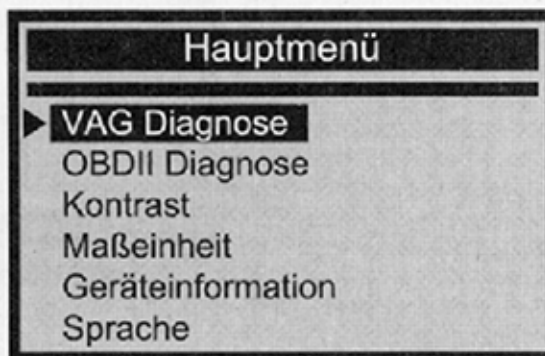 Hauptmenü
VAG Diagnose
OBDII Diagnose
Kontrast
Maßeinheit
Geräteinformation
Sprache